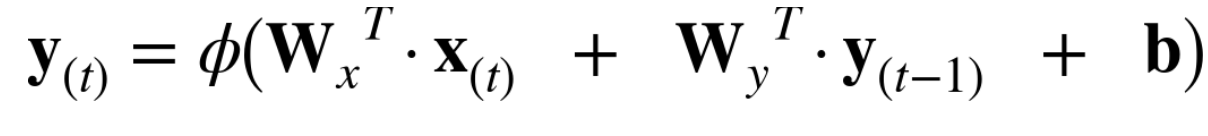 y(t) = ϕ(Wx^T · x(t) + Wy^T · y(t−1) + b)